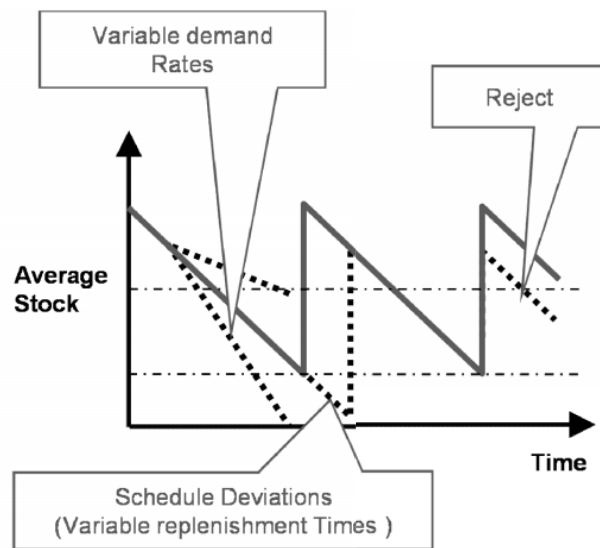 Variable demand
Rates
Reject
Average
Stock
Time
Schedule Deviations
(Variable replenishment Times )